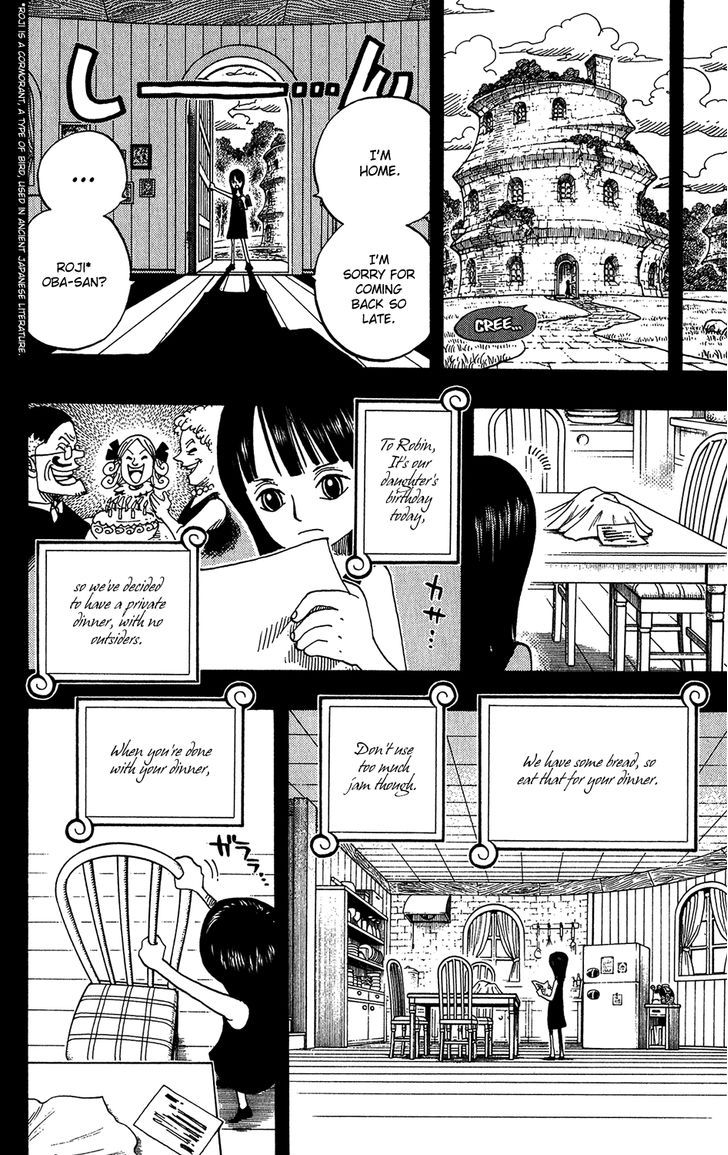 CREE...
しーーん
I'M
HOME.
I'M
SORRY FOR
COMING
BACK SO
LATE.
...
ROJI*
OBA-SAN?
*ROJI IS A CORMORANT, A TYPE OF BIRD, USED IN ANCIENT JAPANESE LITERATURE.
To Robin,
It's our
daughter's
birthday
today,
カサ...
so we've decided
to have a private
dinner, with no
outsiders.
We have some bread, so
eat that for your dinner.
Don't use
too much
jam though.
When you're done
with your dinner,
ガララ...